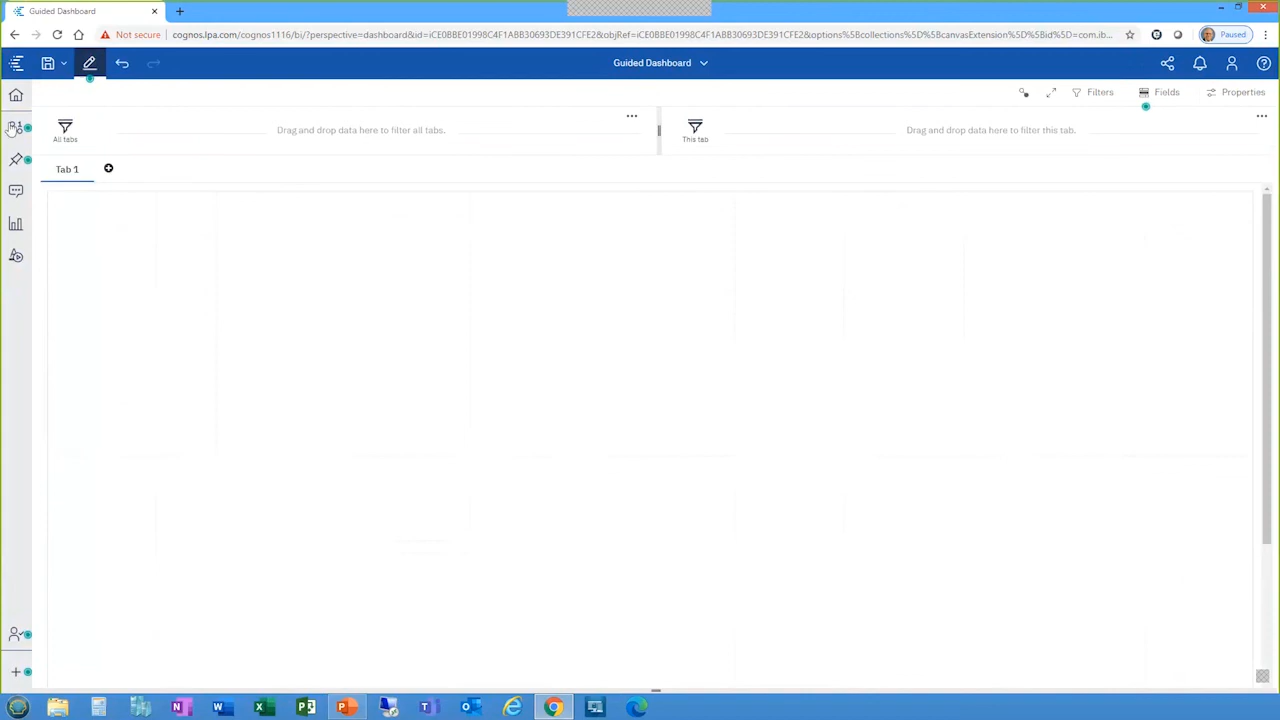 Guided Dashboard
Not secure
cognos.lpa.com/cognos1116/bi/?perspective=dashboard&id=iCE0BBE01998C4F1ABB30693DE391CFE2&objRef=iCE0BBE01998C4F1ABB30693DE391CFE2&options%5Bcollections%5D%5BcanvasExtension%5D%5Bid%5D=com.ib...
Paused
Guided Dashboard
Filters
Fields
Properties
All tabs
Drag and drop data here to filter all tabs.
This tab
Drag and drop data here to filter this tab.
Tab 1